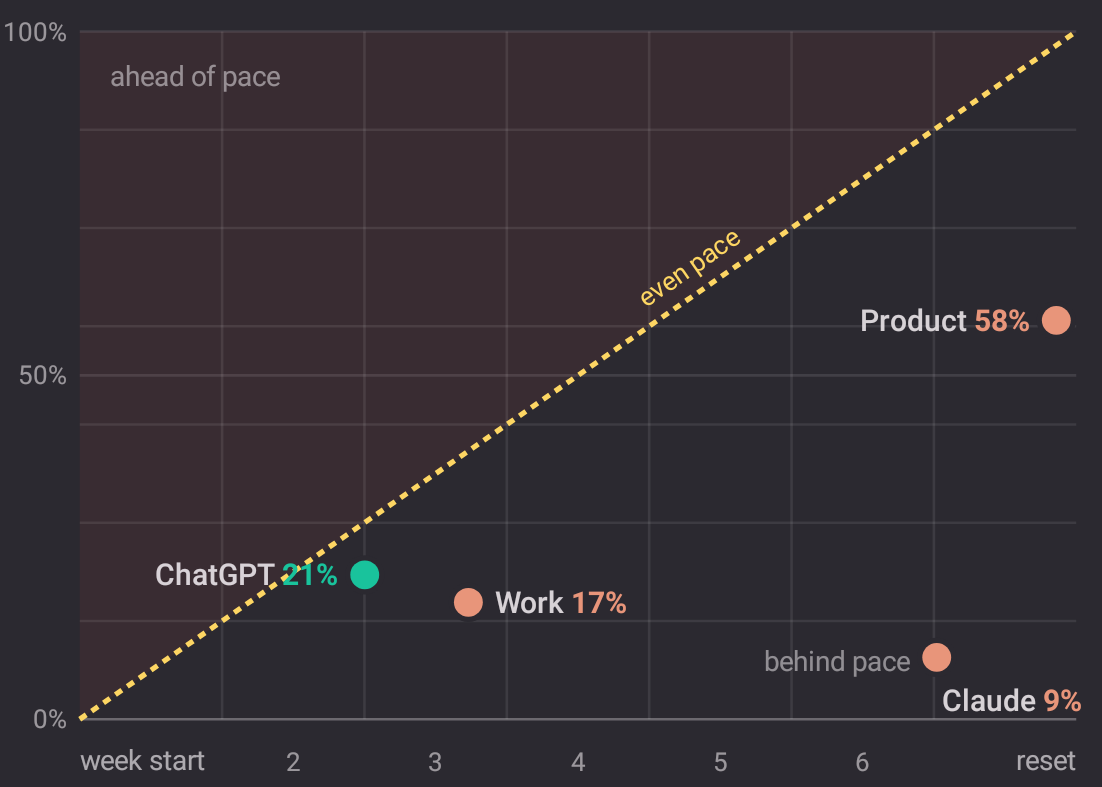 100%
ahead of pace
even pace
Product 58%
50%
ChatGPT 21%
Work 17%
behind pace
Claude 9%
0%
week start 2 3 4 5 6 reset